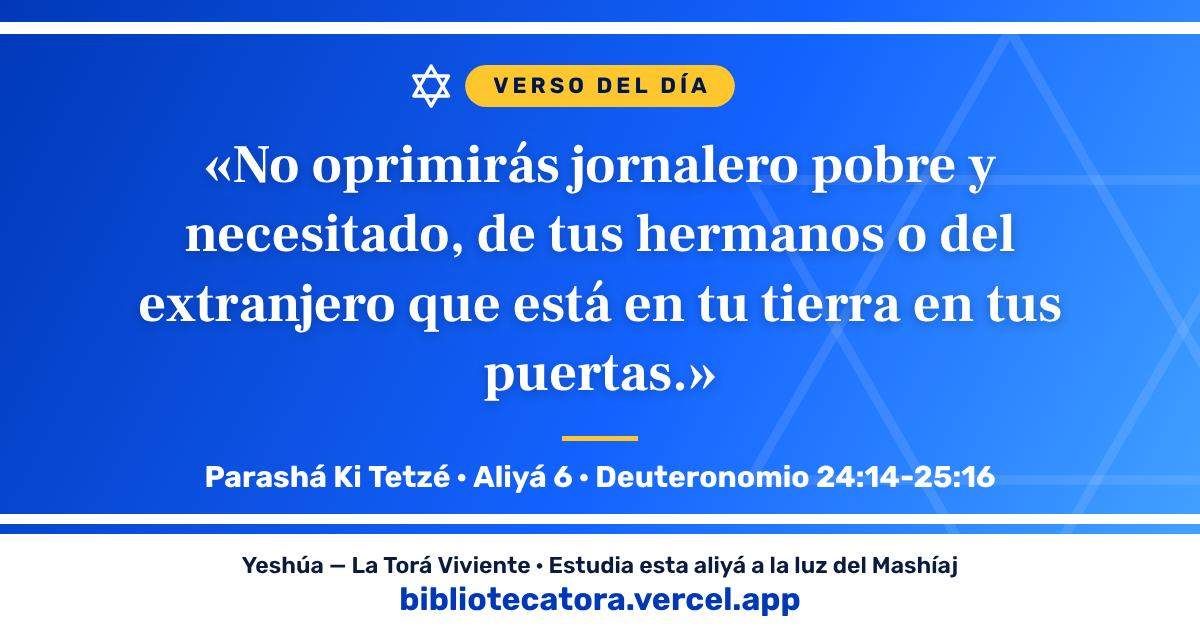 VERSO DEL DÍA
«No oprimirás jornalero pobre y
necesitado, de tus hermanos o del
extranjero que está en tu tierra en tus
puertas.»
Parashá Ki Tetzé • Aliyá 6 • Deuteronomio 24:14-25:16
Yeshúa — La Torá Viviente • Estudia esta aliyá a la luz del Mashíaj
bibliotecatora.vercel.app